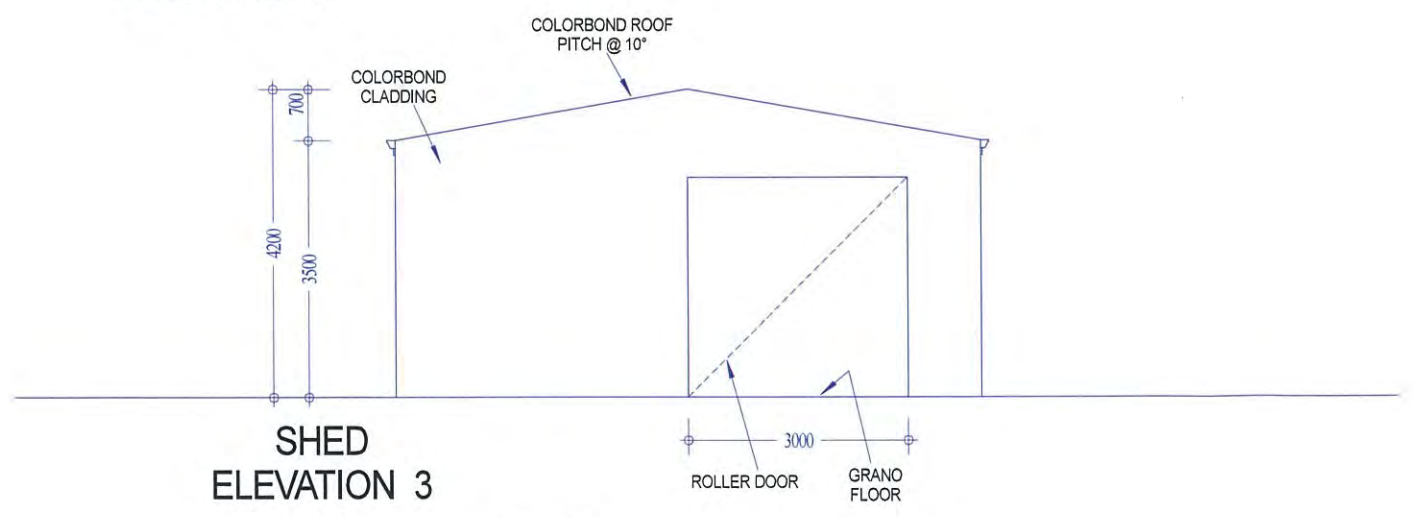 COLORBOND ROOF
PITCH @ 10°
COLORBOND
CLADDING
700
4200
3500
3000
ROLLER DOOR
GRANO
FLOOR
SHED
ELEVATION 3